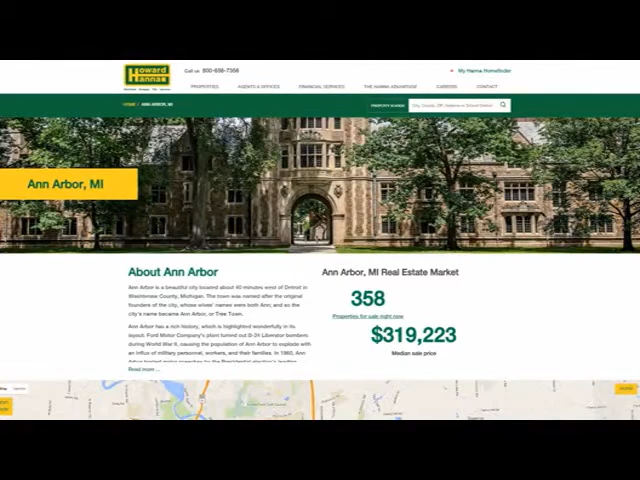 Howard
Hanna
Call us 800-656-7356
My Hanna Homefinder
PROPERTIES AGENTS & OFFICES FINANCIAL SERVICES THE HANNA ADVANTAGE CAREERS CONTACT
HOME / ANN ARBOR, MI
PROPERTY SEARCH
Ann Arbor, MI
About Ann Arbor
Ann Arbor, MI Real Estate Market
Ann Arbor is a beautiful city located about 40 minutes west of Detroit in
Washtenaw County, Michigan. The town was named after the original
founders of the city, whose wives' names were both Ann, and so the
city's name became Ann Arbor, or Tree Town.
358
Properties for sale right now
Ann Arbor has a rich history, which is highlighted wonderfully in its
layout. Ford Motor Company's plant turned out B-24 Liberator bombers
during World War II, causing the population of Ann Arbor to explode with
an influx of military personnel, workers, and their families. In 1960, Ann
$319,223
Median sale price
Read more ...